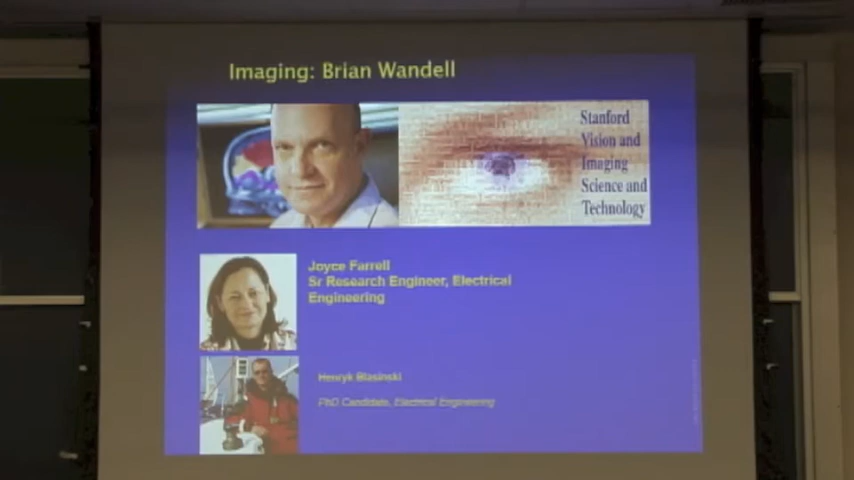 Imaging: Brian Wandell
Stanford
Vision and
Imaging
Science and
Technology
Joyce Farrell
Sr Research Engineer, Electrical
Engineering
Henryk Blasinski
PhD Candidate, Electrical Engineering